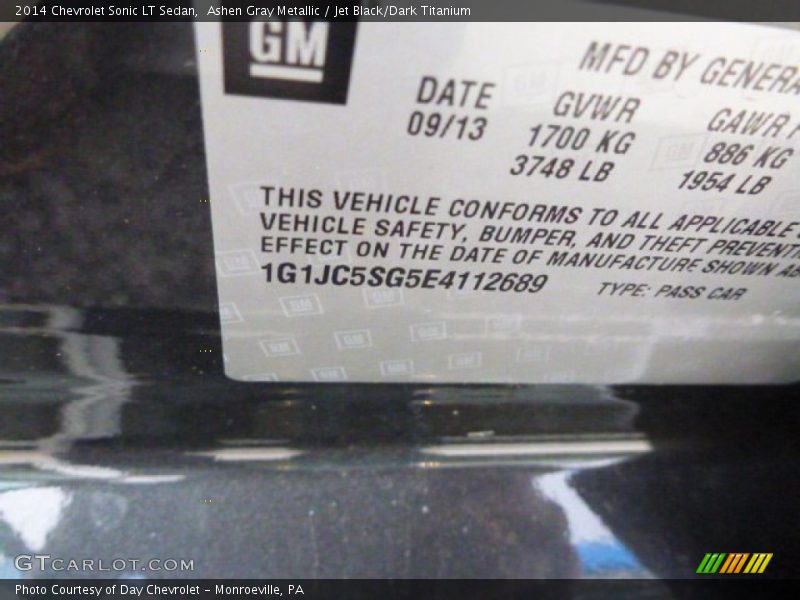 2014 Chevrolet Sonic LT Sedan, Ashen Gray Metallic / Jet Black/Dark Titanium
GM
MFD BY
DATE
GVWR
09/13
1700 KG
886 KG
3748 LB
1954 LB
THIS VEHICLE CONFORMS TO ALL APPLICABLE
VEHICLE SAFETY, BUMPER, AND THEFT
EFFECT ON THE DATE OF MANUFACTURE SHOWN
1G1JC5SG5E4112689
TYPE: PASS CAR
GTCARLOT.COM
Photo Courtesy of Day Chevrolet – Monroeville, PA